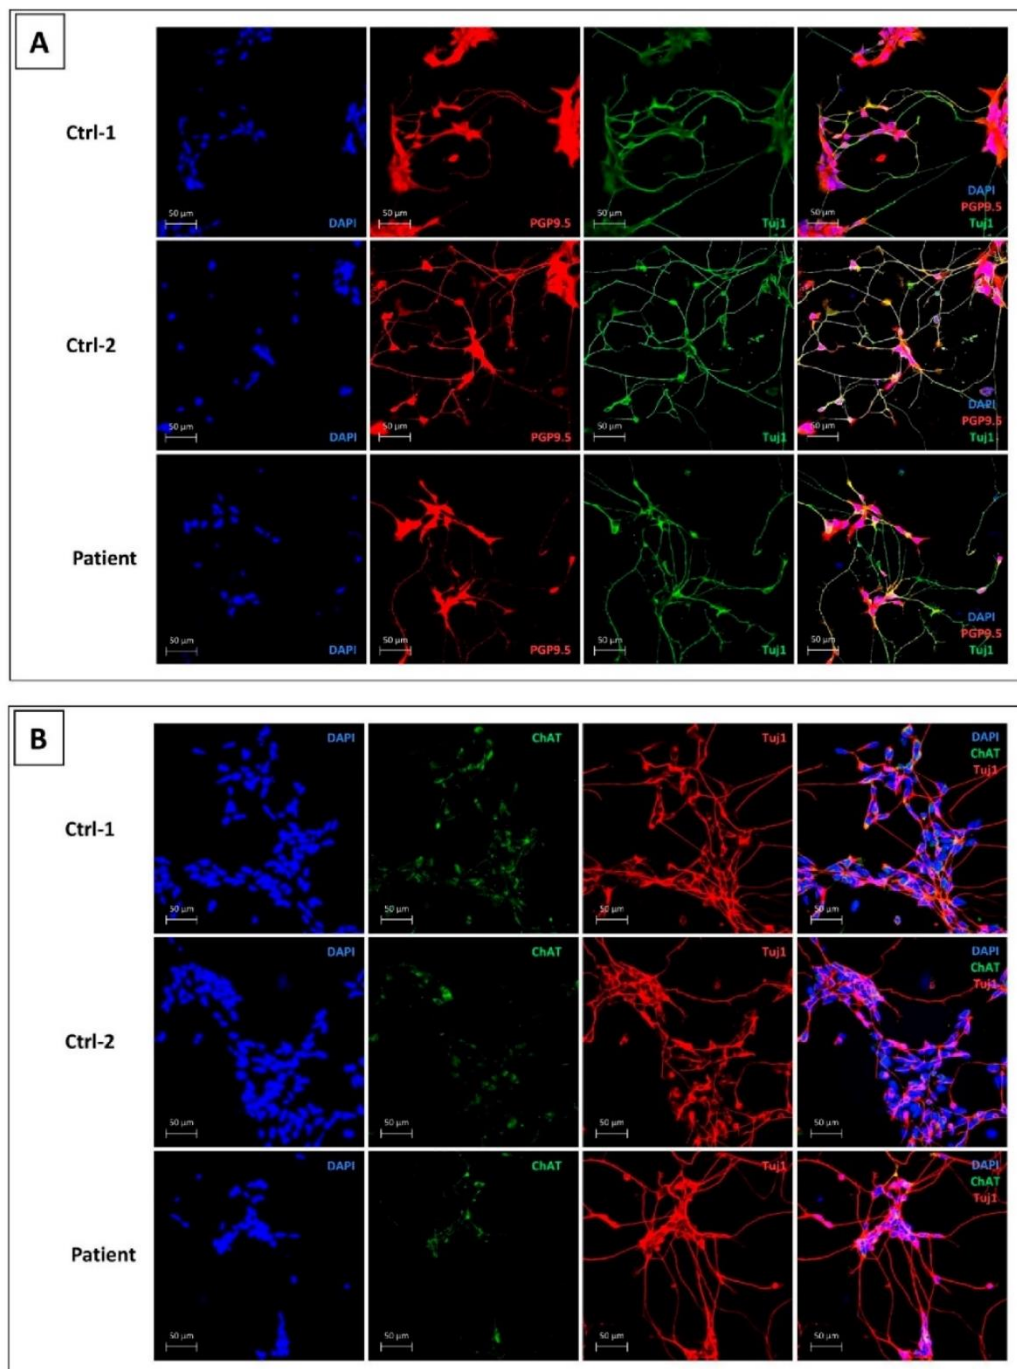 A
Ctrl-1
50 µm
DAPI
50 µm
PGP9.5
50 µm
Tuj1
50 µm
DAPI
PGP9.5
Tuj1
Ctrl-2
50 µm
DAPI
50 µm
PGP9.5
50 µm
Tuj1
50 µm
DAPI
PGP9.5
Tuj1
Patient
50 µm
DAPI
50 µm
PGP9.5
50 µm
Tuj1
50 µm
DAPI
PGP9.5
Tuj1
B
Ctrl-1
DAPI
50 µm
ChAT
50 µm
Tuj1
50 µm
DAPI
ChAT
Tuj1
50 µm
Ctrl-2
DAPI
50 µm
ChAT
50 µm
Tuj1
50 µm
DAPI
ChAT
Tuj1
50 µm
Patient
DAPI
50 µm
ChAT
50 µm
Tuj1
50 µm
DAPI
ChAT
Tuj1
50 µm